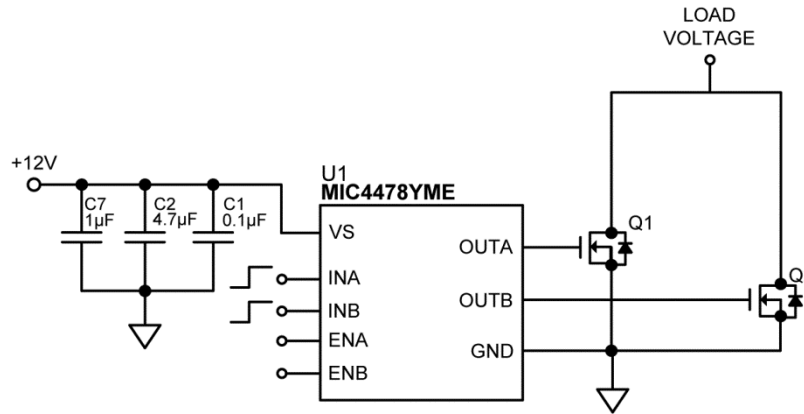 LOAD
VOLTAGE
+12V
U1
MIC4478YME
C7
1µF
C2
4.7µF
C1
0.1µF
VS
INA
INB
ENA
ENB
OUTA
OUTB
GND
Q1
Q